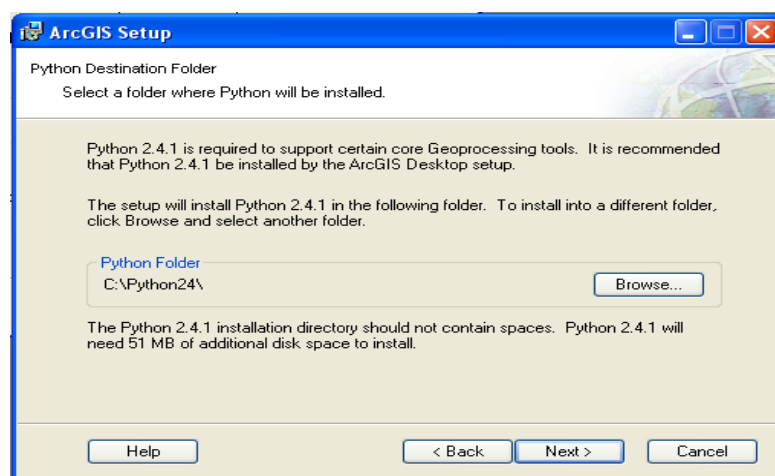 ArcGIS Setup
Python Destination Folder
Select a folder where Python will be installed.
Python 2.4.1 is required to support certain core Geoprocessing tools.  It is recommended
that Python 2.4.1 be installed by the ArcGIS Desktop setup.
The setup will install Python 2.4.1 in the following folder.  To install into a different folder,
click Browse and select another folder.
Python Folder
C:\Python24\
Browse...
The Python 2.4.1 installation directory should not contain spaces.  Python 2.4.1 will
need 51 MB of additional disk space to install.
Help
< Back
Next >
Cancel